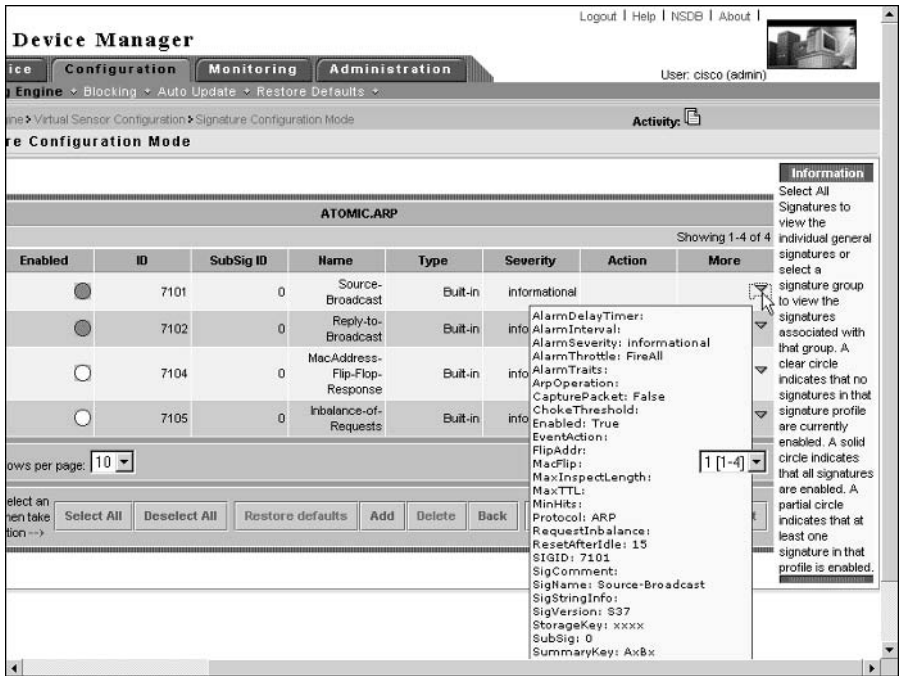 Logout | Help | NSDB | About |
Device Manager
ice Configuration Monitoring Administration
User: cisco (admin)
g Engine Blocking Auto Update Restore Defaults
ine Virtual Sensor Configuration Signature Configuration Mode
Activity:
re Configuration Mode
Information
Select All
Signatures to
view the
individual general
signatures or
select a
signature group
to view the
signatures
associated with
that group. A
clear circle
indicates that no
signatures in that
signature profile
are currently
enabled. A solid
circle indicates
that all signatures
are enabled. A
partial circle
indicates that at
least one
signature in that
profile is enabled.
ATOMIC.ARP
Showing 1-4 of 4
Enabled ID SubSig ID Name Type Severity Action More
7101 0 Source-Broadcast Built-in informational
7102 0 Reply-to-Broadcast Built-in info
7104 0 MacAddress-Flip-Flop-Response Built-in info
7105 0 Inbalance-of-Requests Built-in info
AlarmDelayTimer:
AlarmInterval:
AlarmSeverity: informational
AlarmThrottle: FireAll
AlarmTraits:
ArpOperation:
CapturePacket: False
ChokeThreshold:
Enabled: True
EventAction:
FlipAddr:
MacFlip:
MaxInspectLength:
MaxTTL:
MinHits:
Protocol: ARP
RequestInbalance:
ResetAfterIdle: 15
SIGID: 7101
SigComment:
SigName: Source-Broadcast
SigStringInfo:
SigVersion: S37
StorageKey: xxxx
SubSig: 0
SummaryKey: AxBx
ows per page: 10
1 [1-4]
elect an
hen take
tion -->
Select All Deselect All Restore defaults Add Delete Back